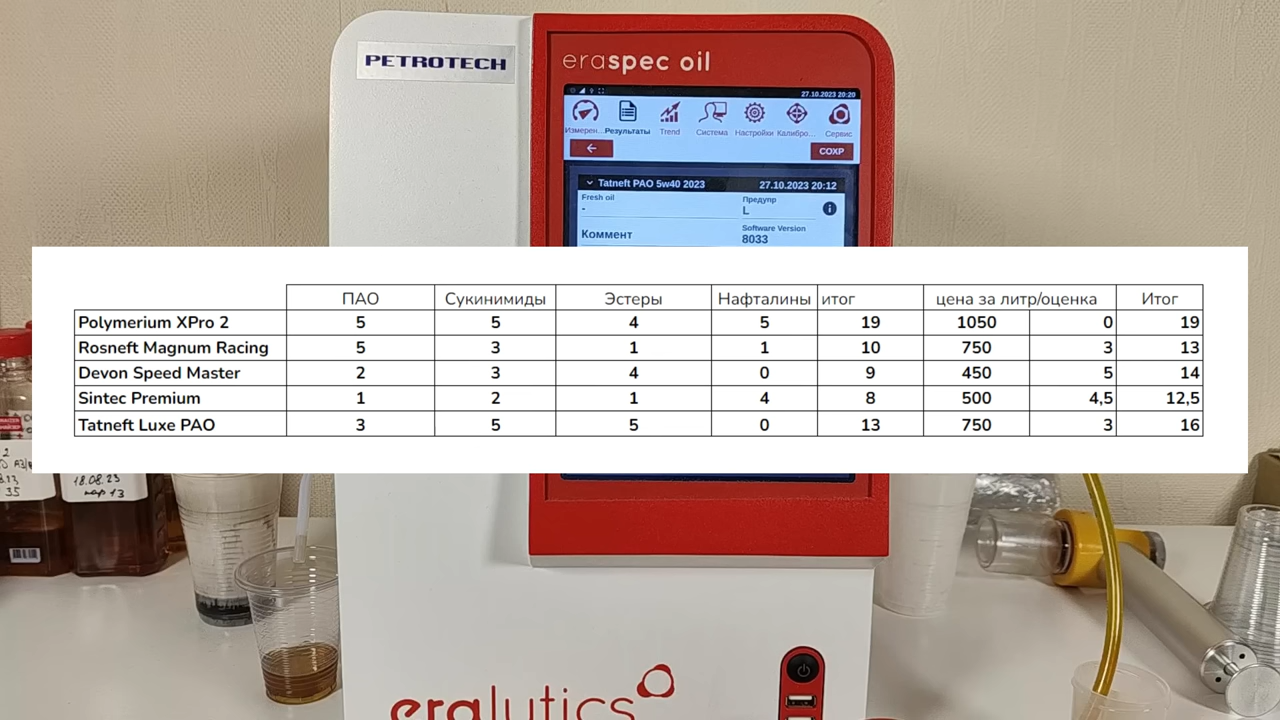 PETROTECH
eraspec oil
27.10.2023 20:20
Измерен... Результаты Trend Система Настройки Калибро... Сервис
СОХР
Tatneft PAO 5w40 2023 27.10.2023 20:12
Fresh oil Предупр
- L
Коммент Software Version
8033
ПАО Сукинимиды Эстеры Нафталины итог цена за литр/оценка Итог
Polymerium XPro 2 5 5 4 5 19 1050 0 19
Rosneft Magnum Racing 5 3 1 1 10 750 3 13
Devon Speed Master 2 3 4 0 9 450 5 14
Sintec Premium 1 2 1 4 8 500 4,5 12,5
Tatneft Luxe PAO 3 5 5 0 13 750 3 16
18.08.23
eralytics